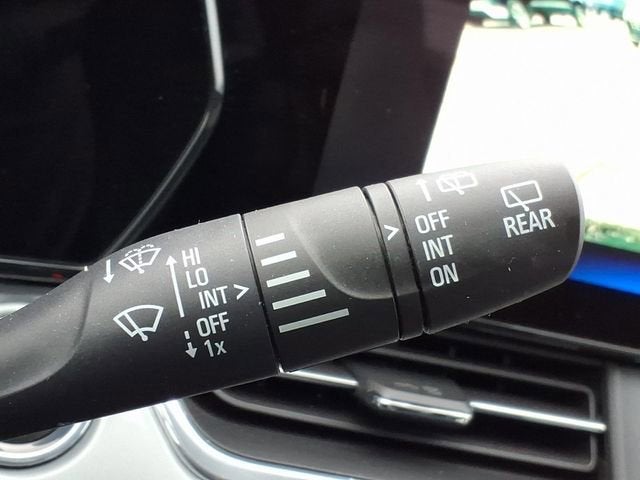 HI
LO
INT >
OFF
1x
>
OFF
INT
ON
REAR